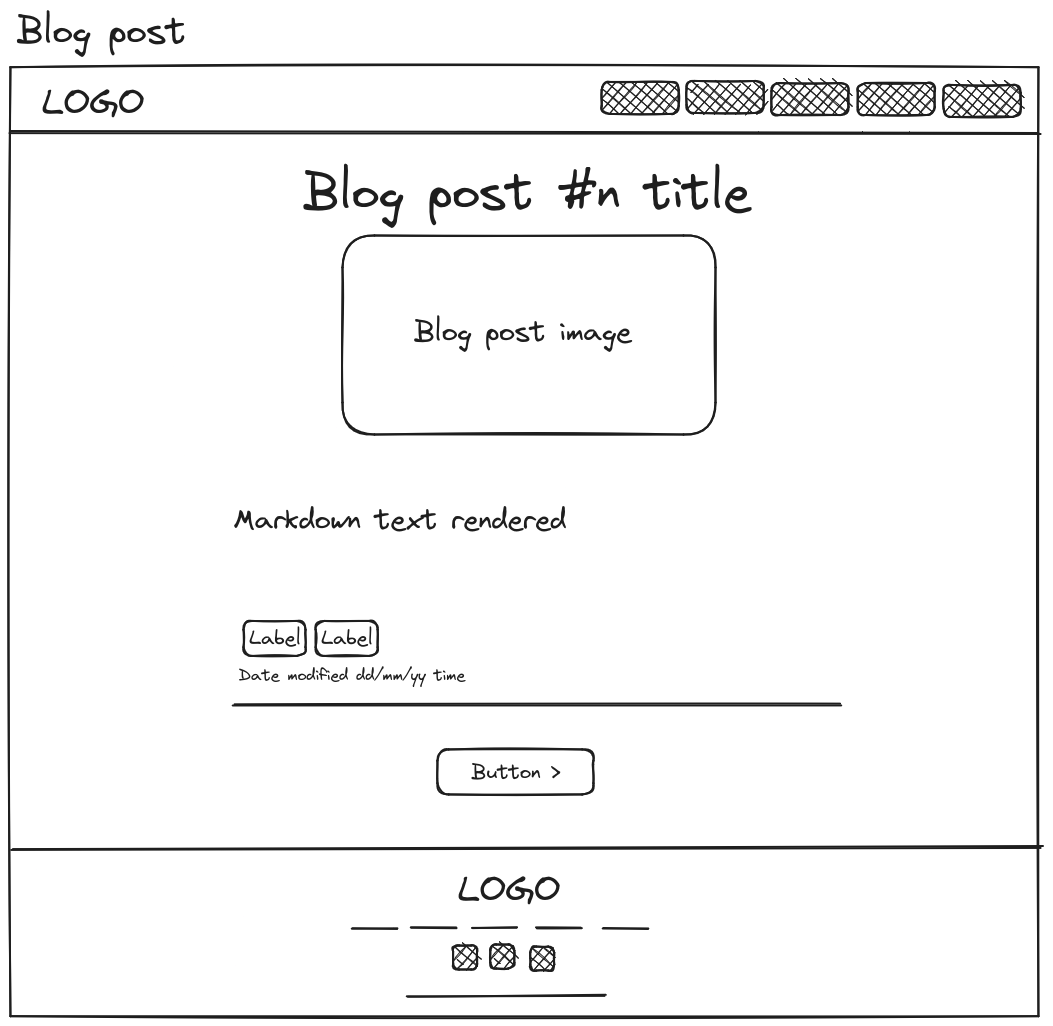 Blog post
LOGO
Blog post #n title
Blog post image
Markdown text rendered
Label Label
Date modified dd/mm/yy time
Button >
LOGO